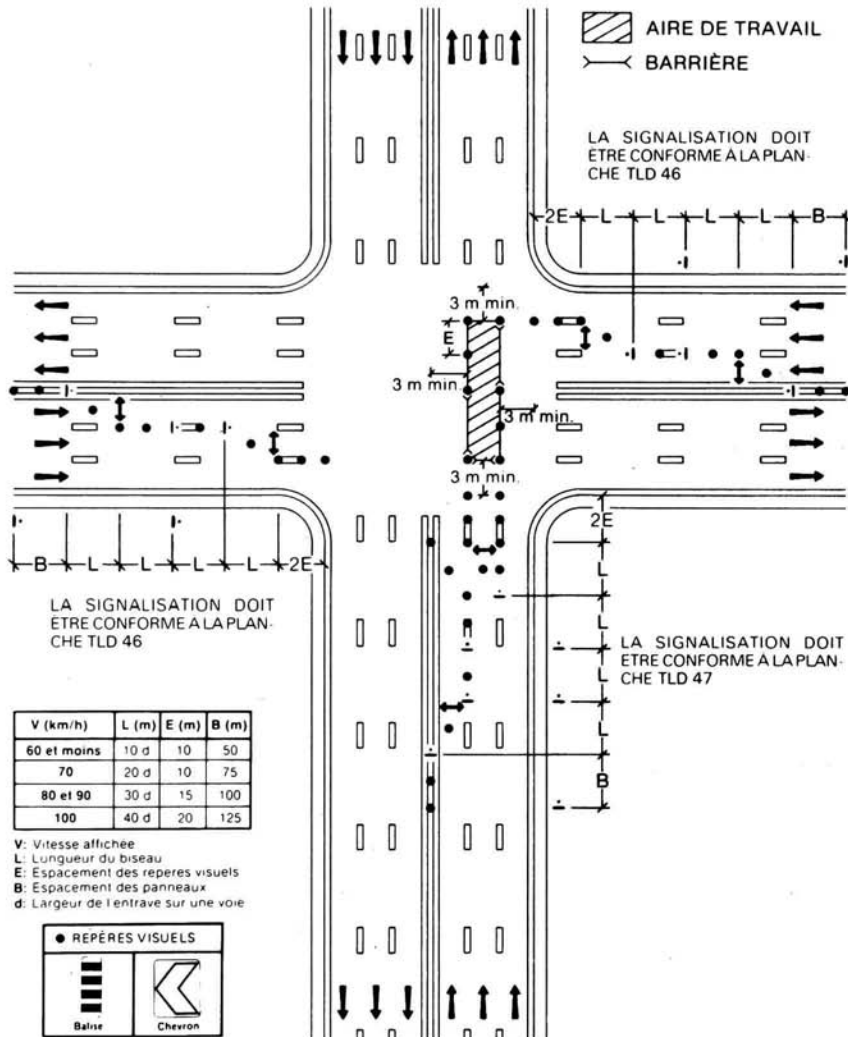 AIRE DE TRAVAIL
BARRIÈRE
LA SIGNALISATION DOIT
ÊTRE CONFORME À LA PLAN-
CHE TLD 46
2E L L L L B
3 m min.
E
3 m min.
3 m min.
3 m min.
2E
L
L
L
L
B
B L L L L 2E
LA SIGNALISATION DOIT
ÊTRE CONFORME A LA PLAN-
CHE TLD 46
LA SIGNALISATION DOIT
ETRE CONFORME À LA PLAN-
CHE TLD 47
V (km/h) L (m) E (m) B (m)
60 et moins 10 d 10 50
70 20 d 10 75
80 et 90 30 d 15 100
100 40 d 20 125
V: Vitesse affichée
L: Longueur du biseau
E: Espacement des reperes visuels
B: Espacement des panneaux
d: Largeur de l'entrave sur une voie
REPÈRES VISUELS
Balise Chevron